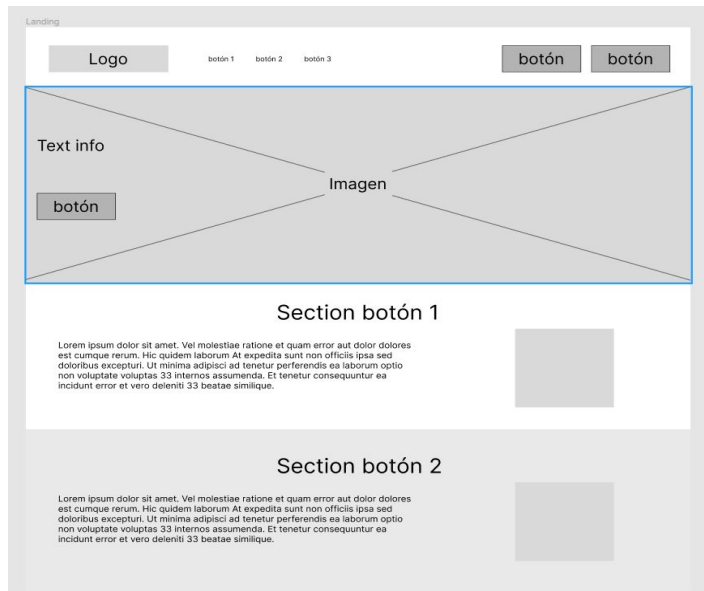 Landing
Logo botón 1 botón 2 botón 3 botón botón
Text info
Imagen
botón
Section botón 1
Lorem ipsum dolor sit amet. Vel molestiae ratione et quam error aut dolor dolores
est cumque rerum. Hic quidem laborum At expedita sunt non officiis ipsa sed
doloribus excepturi. Ut minima adipisci ad tenetur perferendis ea laborum optio
non voluptate voluptas 33 internos assumenda. Et tenetur consequuntur ea
incidunt error et vero deleniti 33 beatae similique.
Section botón 2
Lorem ipsum dolor sit amet. Vel molestiae ratione et quam error aut dolor dolores
est cumque rerum. Hic quidem laborum At expedita sunt non officiis ipsa sed
doloribus excepturi. Ut minima adipisci ad tenetur perferendis ea laborum optio
non voluptate voluptas 33 internos assumenda. Et tenetur consequuntur ea
incidunt error et vero deleniti 33 beatae similique.